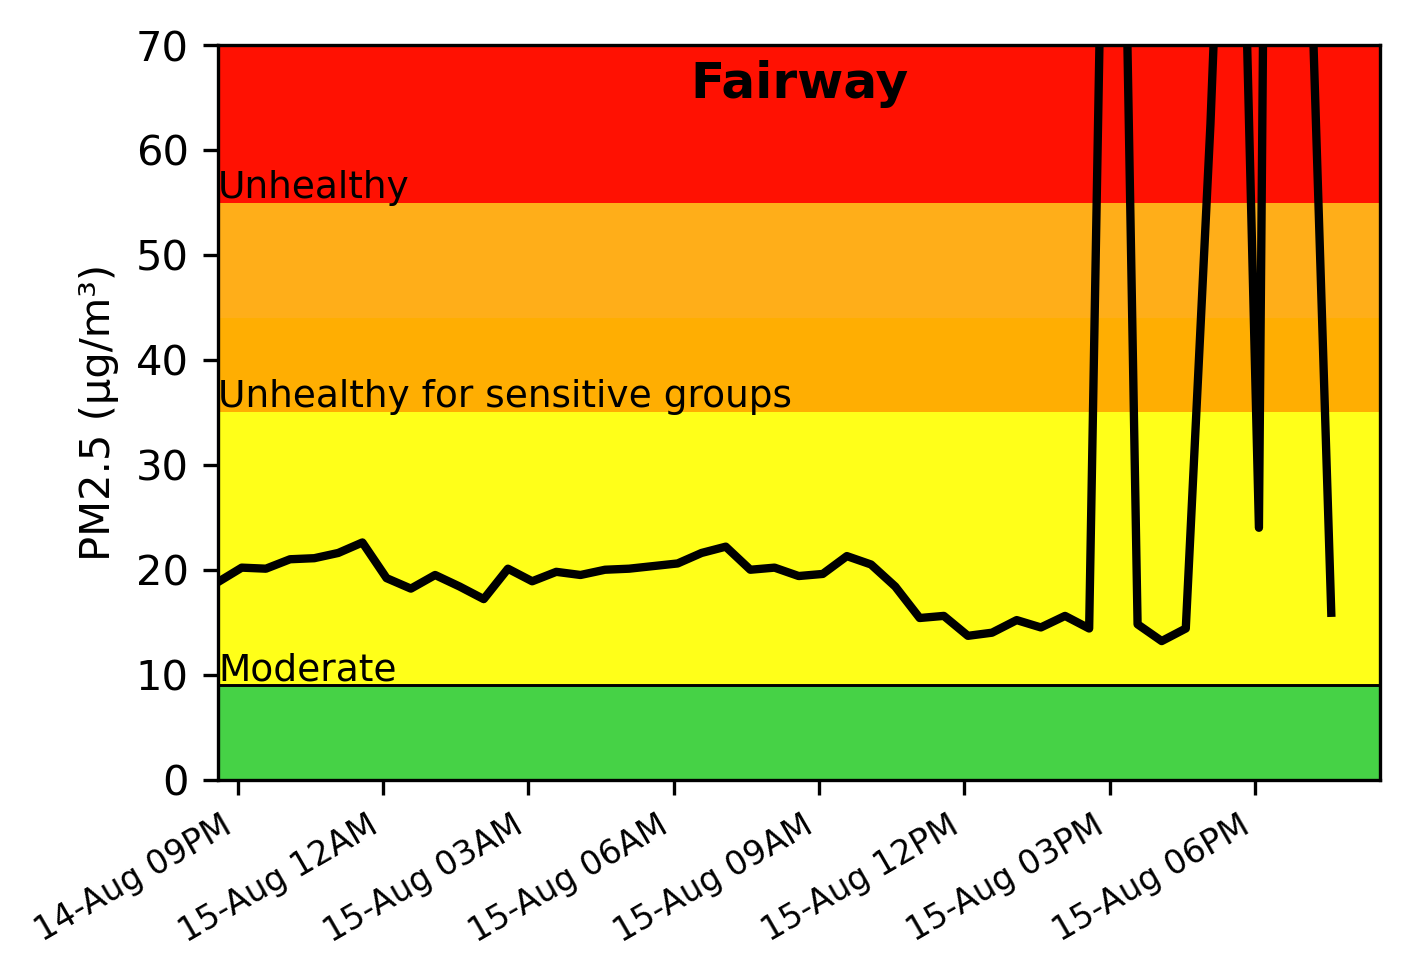 Fairway
PM2.5 (µg/m³)
70
60
50
40
30
20
10
0
Unhealthy
Unhealthy for sensitive groups
Moderate
14-Aug 09PM
15-Aug 12AM
15-Aug 03AM
15-Aug 06AM
15-Aug 09AM
15-Aug 12PM
15-Aug 03PM
15-Aug 06PM